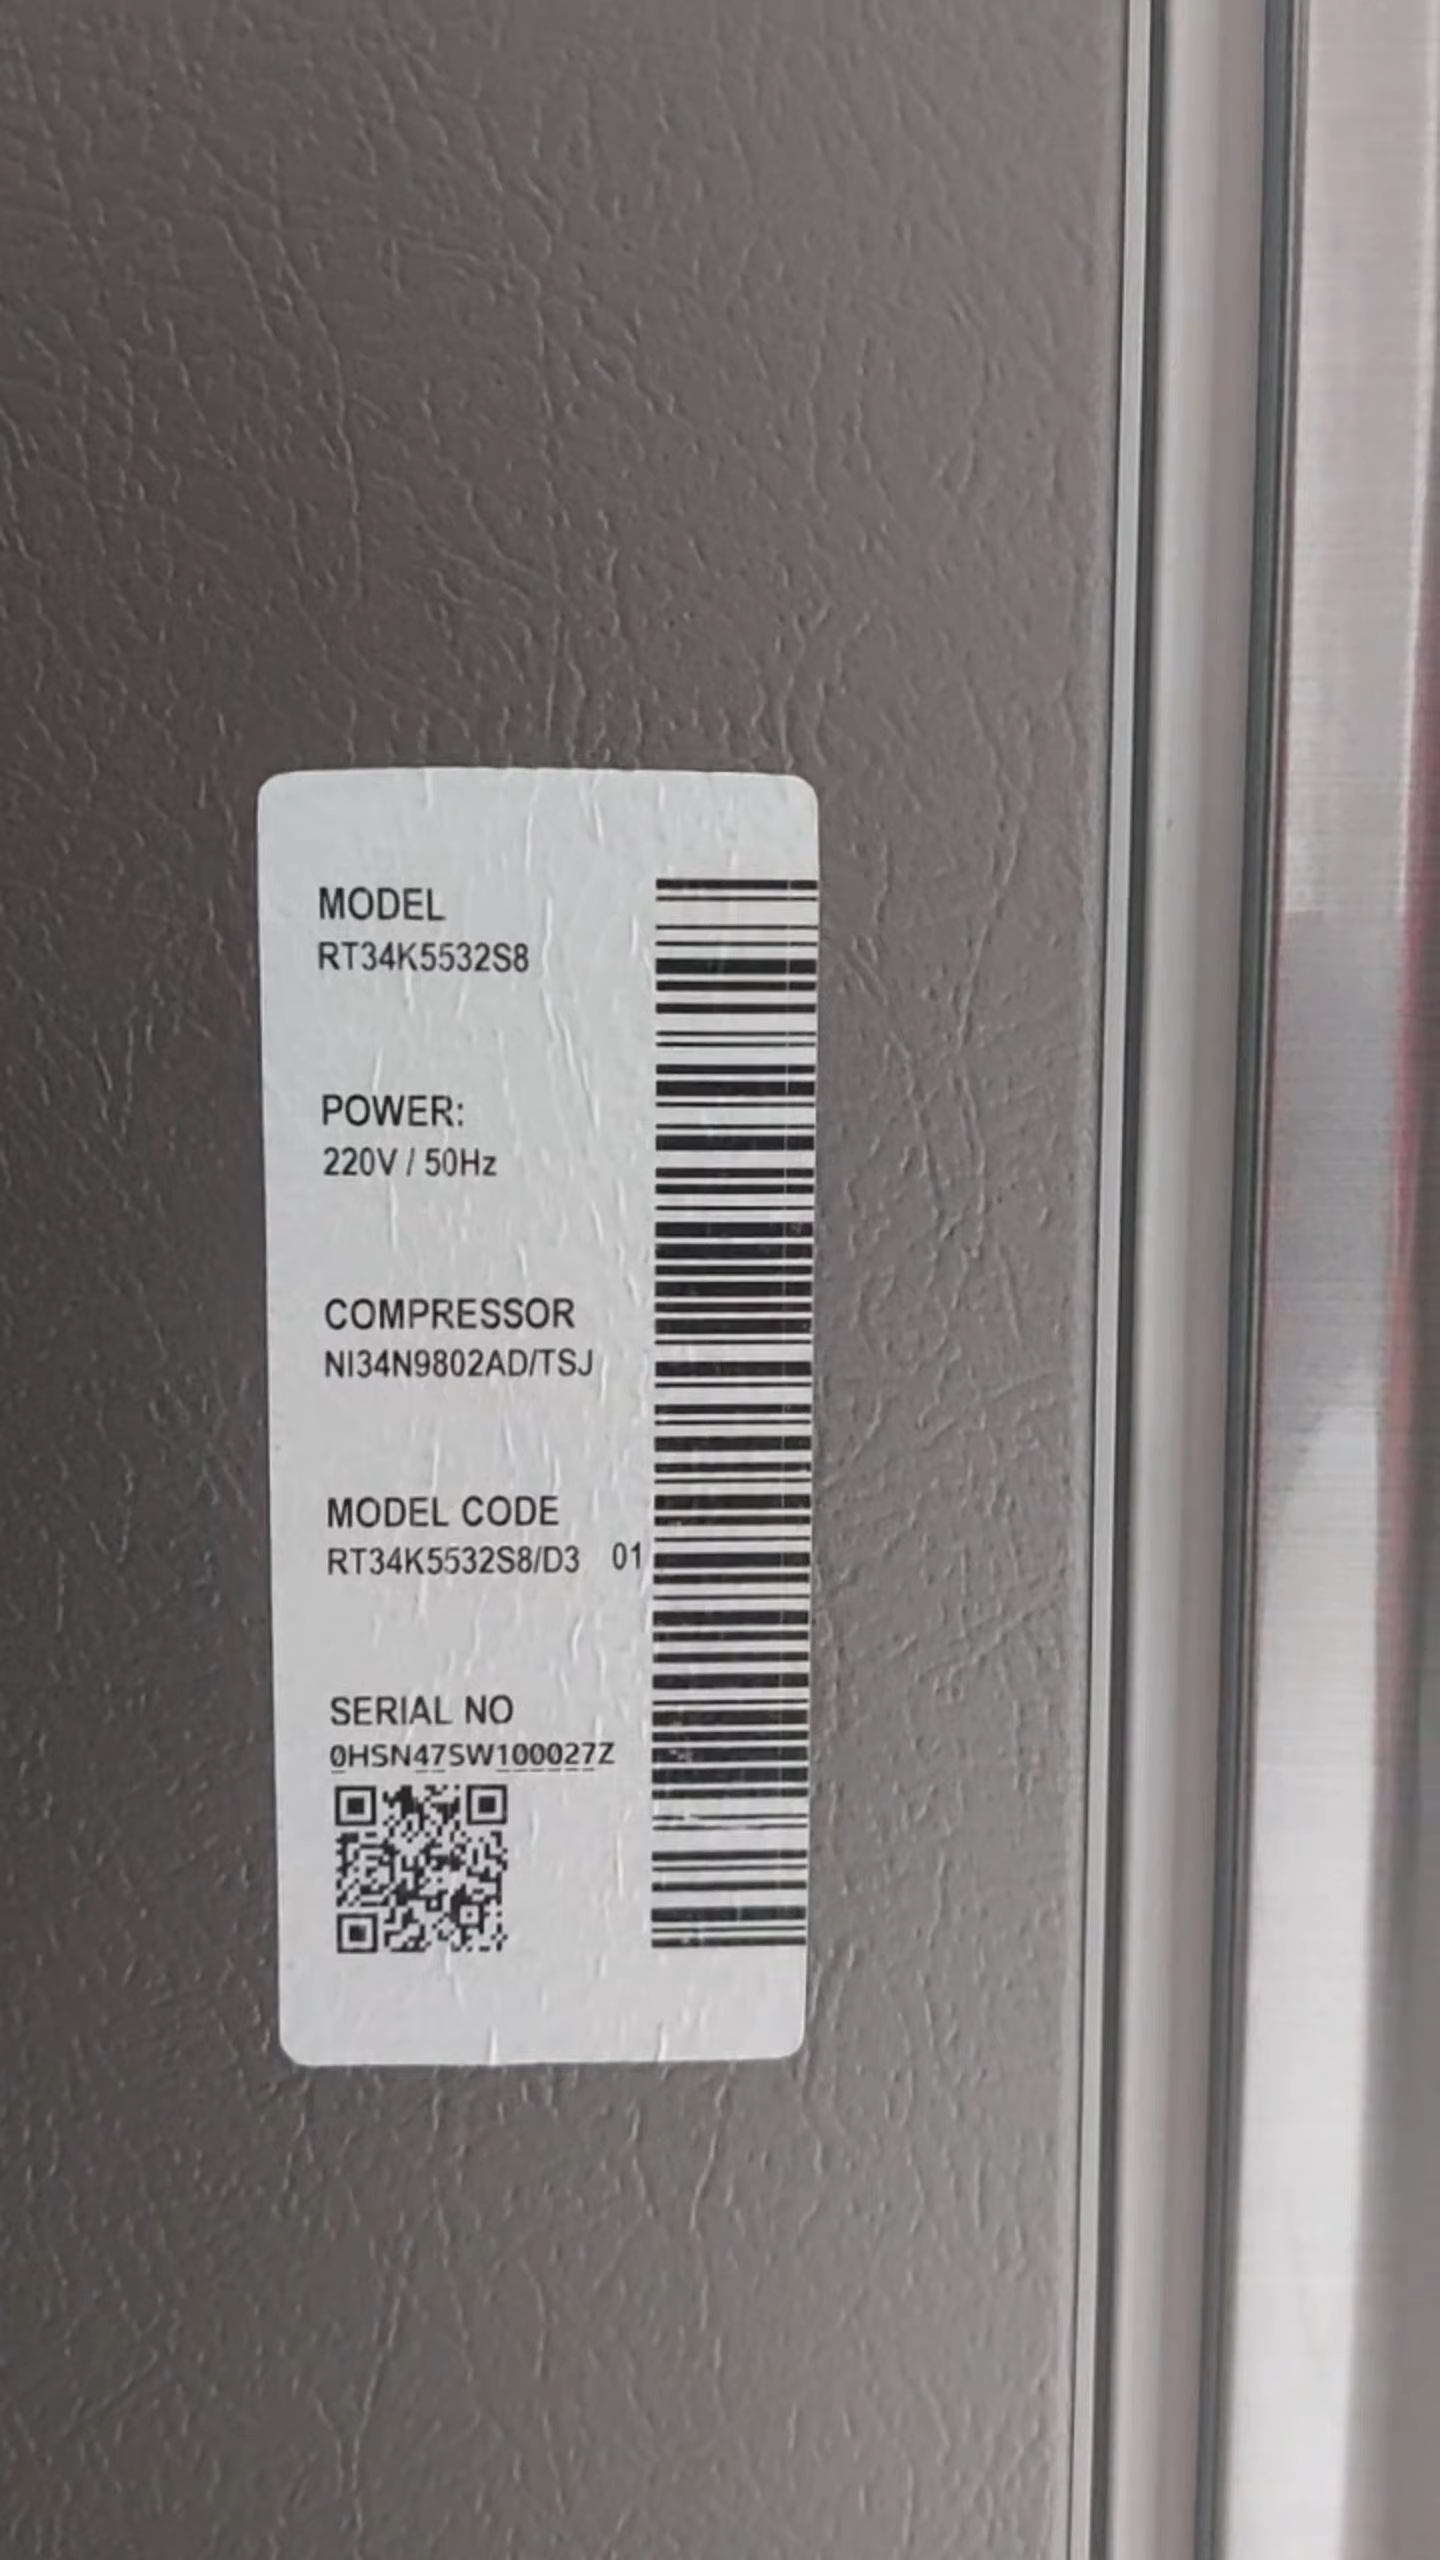 MODEL
RT34K5532S8
POWER:
220V / 50Hz
COMPRESSOR
NI34N9802AD/TSJ
MODEL CODE
RT34K5532S8/D3 01
SERIAL NO
0HSN47SW100027Z